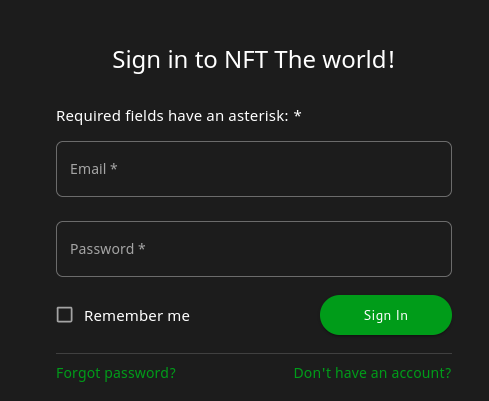 Sign in to NFT The world!
Required fields have an asterisk: *
Email *
Password *
Remember me
Sign In
Forgot password?
Don't have an account?